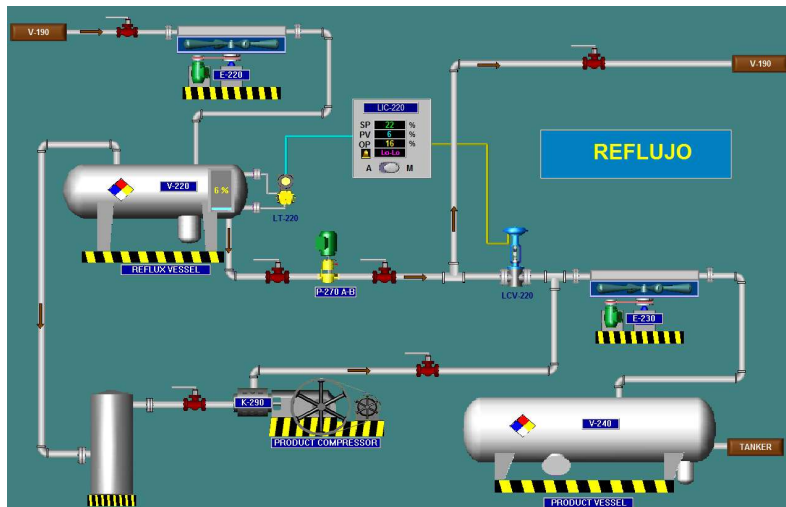 V-190
E-220
LIC-220
SP 22 %
PV 6 %
OP 16 %
Lo-Lo
A M
V-190
REFLUJO
V-220
6 %
LT-220
REFLUX VESSEL
P-270 A-B
LCV-220
E-230
K-290
PRODUCT COMPRESSOR
V-240
TANKER
PRODUCT VESSEL